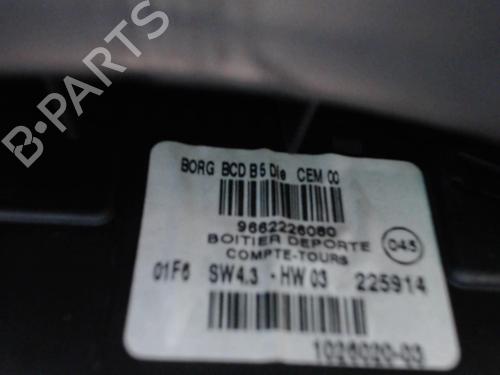 B-PARTS
BORG BCD B5 Die CEM 00
9662226080
BOITIER DEPORTE
COMPTE-TOURS
045
01F6 SW4.3 - HW 03 225914
1026020-03